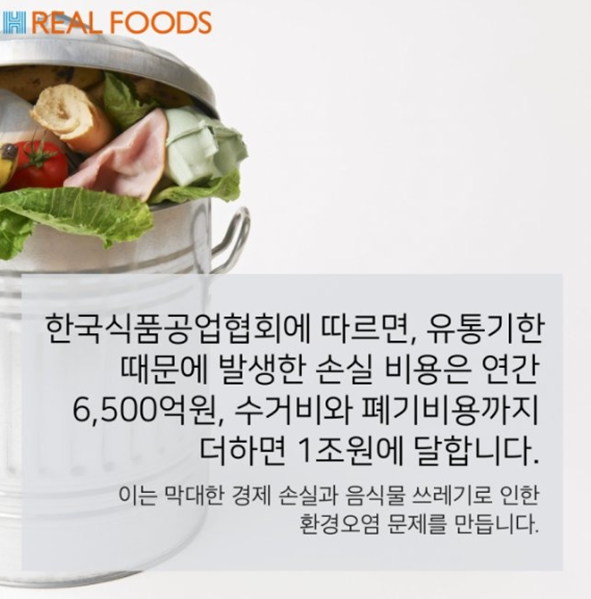 H REAL FOODS
한국식품공업협회에 따르면, 유통기한
때문에 발생한 손실 비용은 연간
6,500억원, 수거비와 폐기비용까지
더하면 1조원에 달합니다.
이는 막대한 경제 손실과 음식물 쓰레기로 인한
환경오염 문제를 만듭니다.